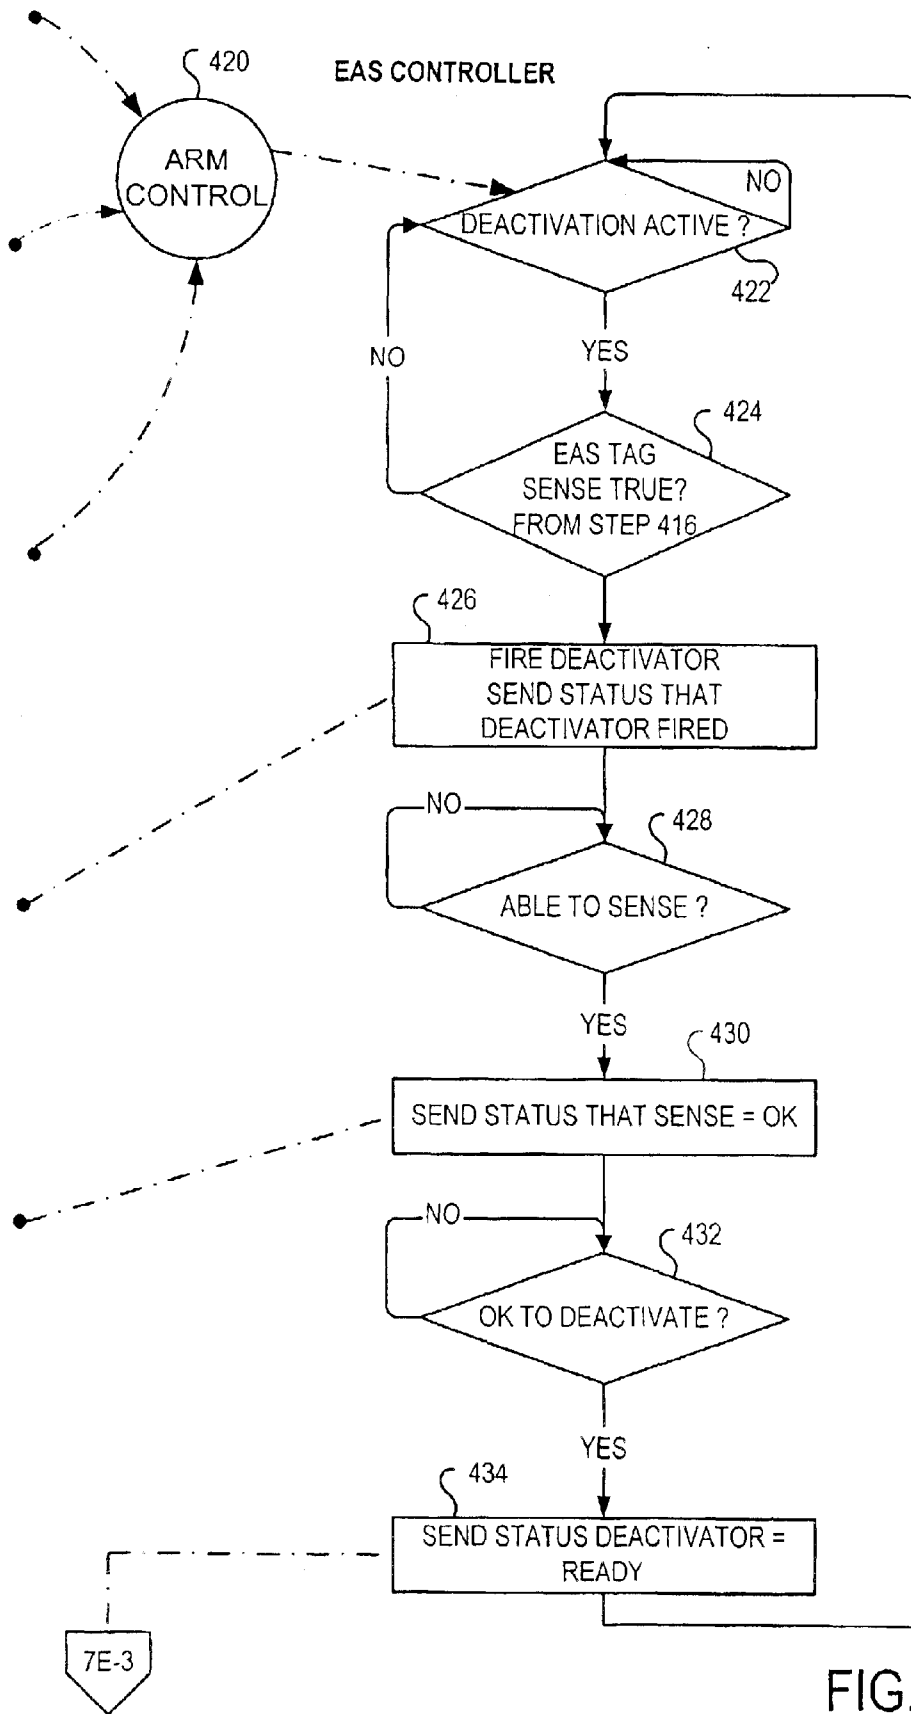 420
EAS CONTROLLER
ARM
CONTROL
NO
DEACTIVATION ACTIVE ?
422
NO
YES
424
EAS TAG
SENSE TRUE?
FROM STEP 416
426
FIRE DEACTIVATOR
SEND STATUS THAT
DEACTIVATOR FIRED
NO
428
ABLE TO SENSE ?
YES
430
SEND STATUS THAT SENSE = OK
NO
432
OK TO DEACTIVATE ?
YES
434
SEND STATUS DEACTIVATOR =
READY
7E-3
FIG.